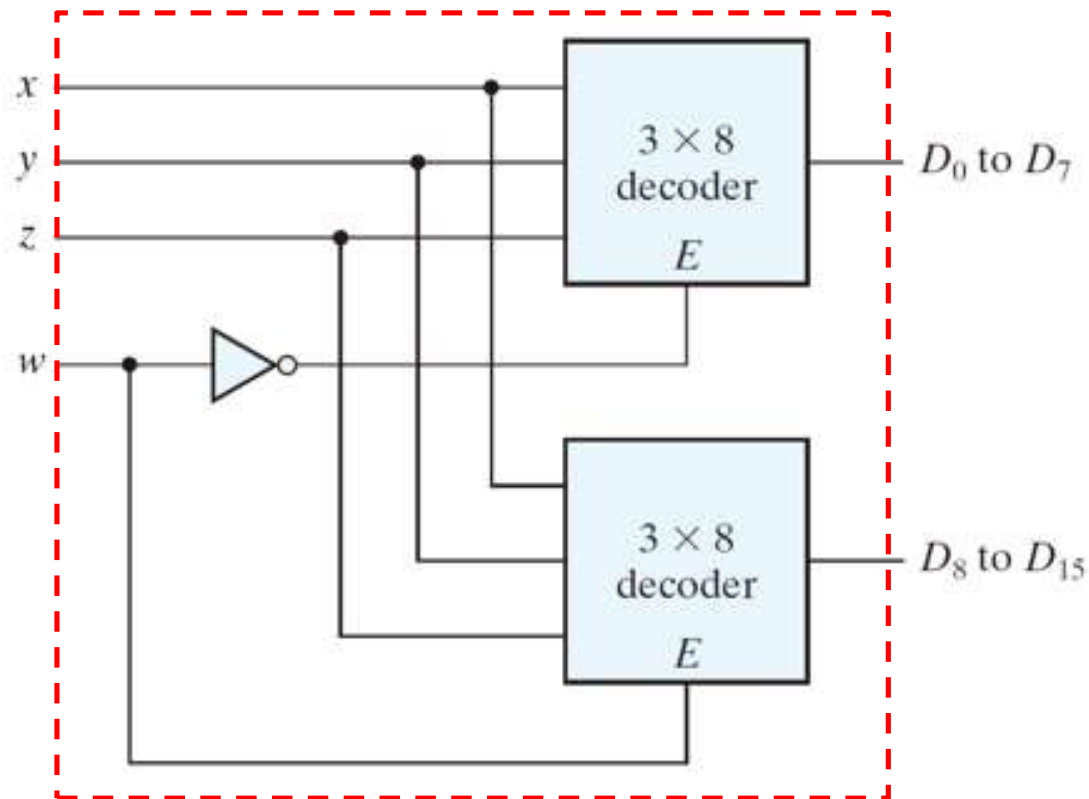 x
y
z
w
3 × 8
decoder
E
D₀ to D₇
3 × 8
decoder
E
D₈ to D₁₅